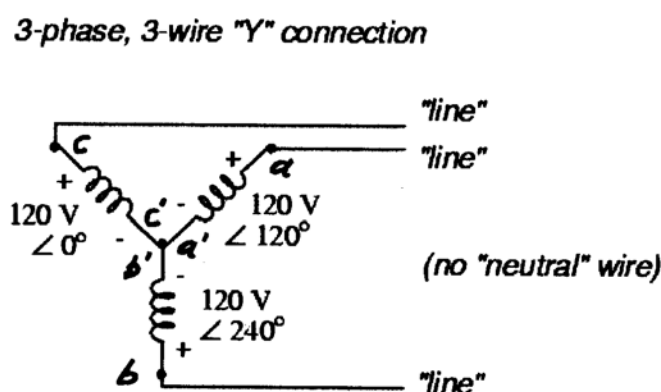 3-phase, 3-wire "Y" connection
"line"
c
"line"
a
+
+
120 V
∠ 0°
-
c'
-
120 V
∠ 120°
a'
b'
(no "neutral" wire)
-
120 V
∠ 240°
+
b
"line"